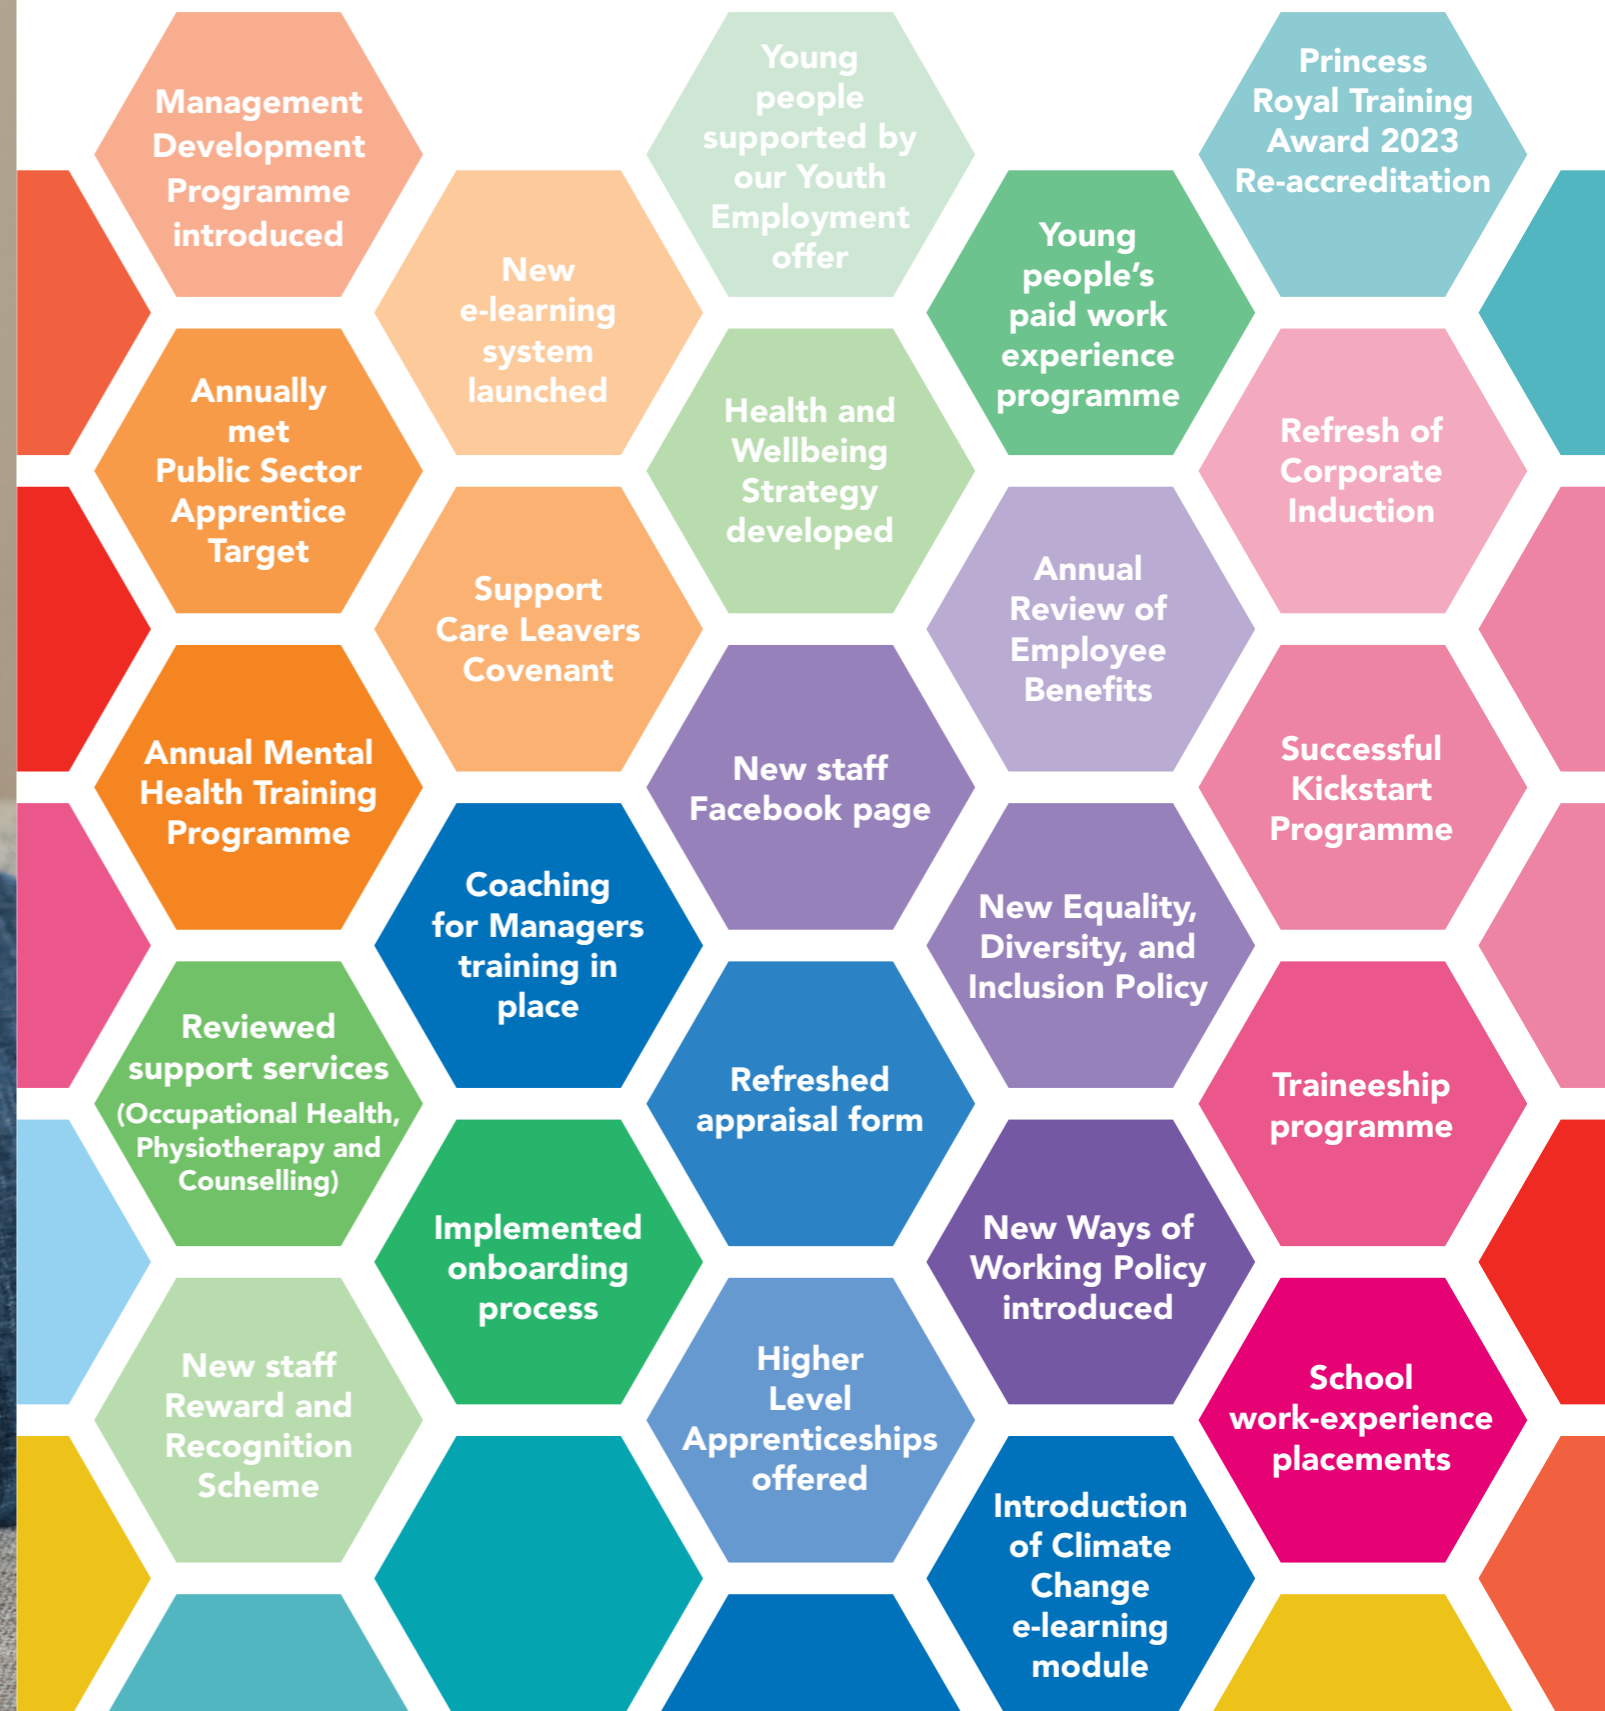 Management
Development
Programme
introduced
Young
people
supported by
our Youth
Employment
offer
Princess
Royal Training
Award 2023
Re-accreditation
New
e-learning
system
launched
Young
people’s
paid work
experience
programme
Annually
met
Public Sector
Apprentice
Target
Health and
Wellbeing
Strategy
developed
Refresh of
Corporate
Induction
Support
Care Leavers
Covenant
Annual
Review of
Employee
Benefits
Annual Mental
Health Training
Programme
New staff
Facebook page
Successful
Kickstart
Programme
Coaching
for Managers
training in
place
New Equality,
Diversity, and
Inclusion Policy
Reviewed
support services
(Occupational Health,
Physiotherapy and
Counselling)
Refreshed
appraisal form
Traineeship
programme
Implemented
onboarding
process
New Ways of
Working Policy
introduced
New staff
Reward and
Recognition
Scheme
Higher
Level
Apprenticeships
offered
School
work-experience
placements
Introduction
of Climate
Change
e-learning
module